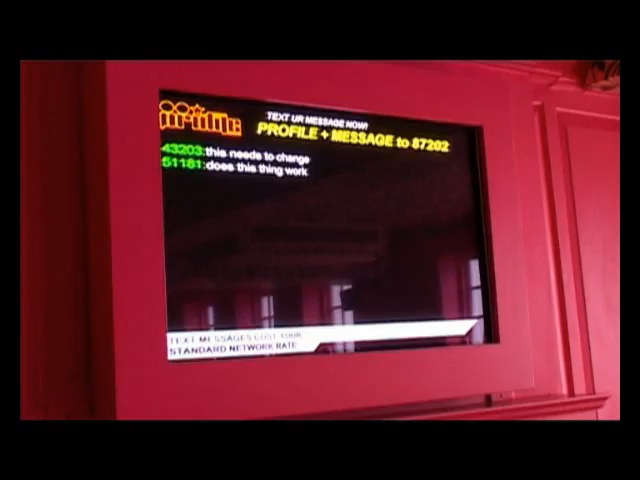 profile
TEXT UR MESSAGE NOW!
PROFILE + MESSAGE to 87202
43203:this needs to change
51181:does this thing work
TEXT MESSAGES COST YOUR
STANDARD NETWORK RATE